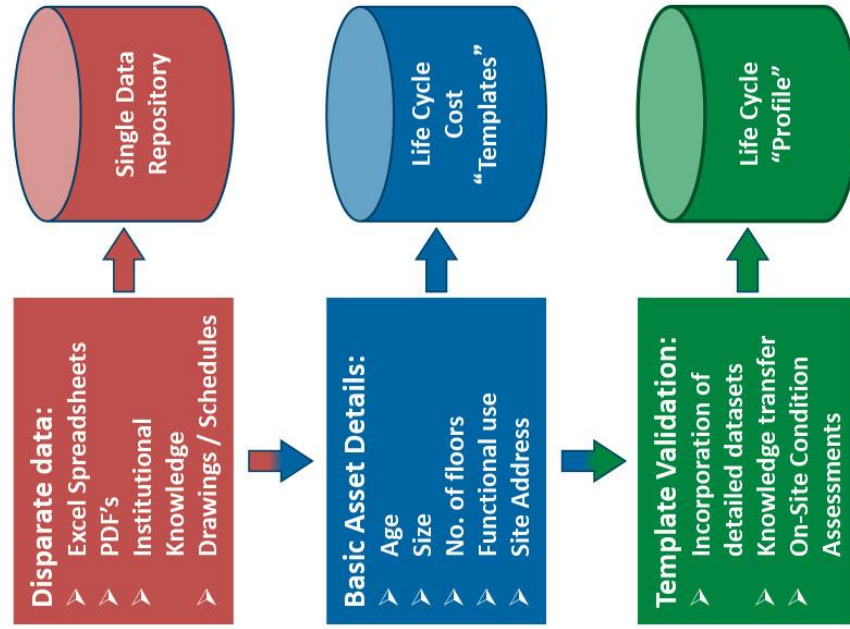 Disparate data:
Excel Spreadsheets
PDF's
Institutional
Knowledge
Drawings / Schedules
Single Data
Repository
Basic Asset Details:
Age
Size
No. of floors
Functional use
Site Address
Life Cycle
Cost
“Templates”
Template Validation:
Incorporation of
detailed datasets
Knowledge transfer
On-Site Condition
Assessments
Life Cycle
“Profile”